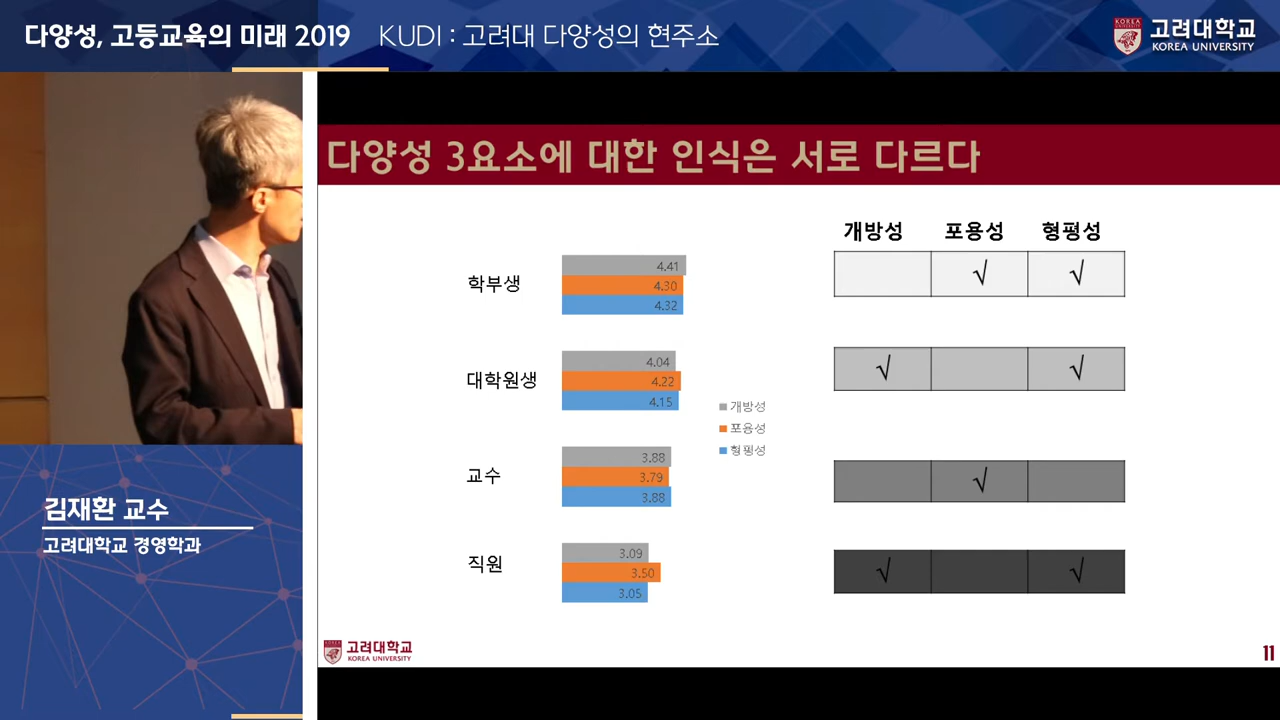 다양성, 고등교육의 미래 2019 KUDI : 고려대 다양성의 현주소
고려대학교
KOREA UNIVERSITY
다양성 3요소에 대한 인식은 서로 다르다
개방성 포용성 형평성
학부생
4.41
4.30
4.32
√ √
대학원생
4.04
4.22
4.15
√ √
개방성
포용성
형평성
교수
3.88
3.79
3.88
√
직원
3.09
3.50
3.05
√ √
김재환 교수
고려대학교 경영학과
고려대학교
KOREA UNIVERSITY
11